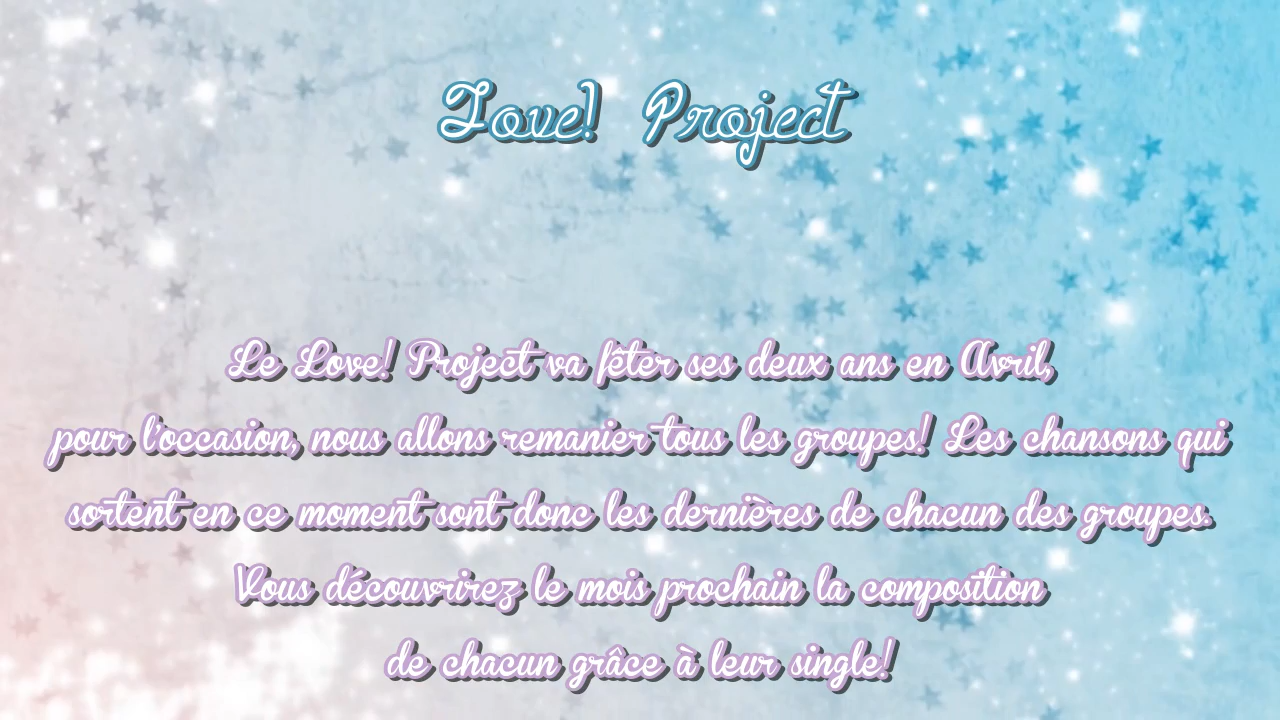 Love! Project
Le Love! Project va fêter ses deux ans en Avril,
pour l'occasion, nous allons remanier tous les groupes! Les chansons qui
sortent en ce moment sont donc les dernières de chacun des groupes.
Vous découvrirez le mois prochain la composition
de chacun grâce à leur single!